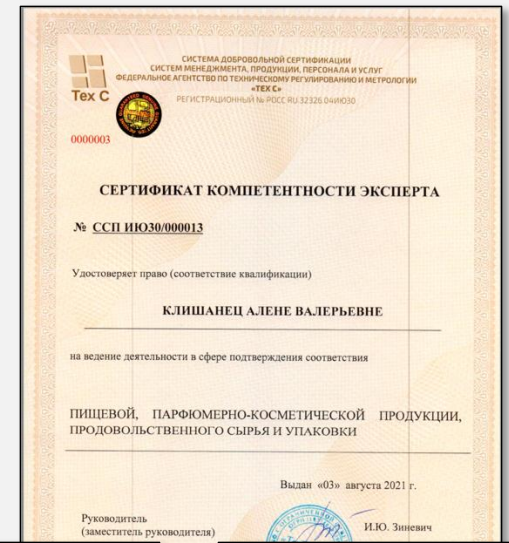 СИСТЕМА ДОБРОВОЛЬНОЙ СЕРТИФИКАЦИИ
СИСТЕМ МЕНЕДЖМЕНТА, ПРОДУКЦИИ, ПЕРСОНАЛА И УСЛУГ
ФЕДЕРАЛЬНОЕ АГЕНТСТВО ПО ТЕХНИЧЕСКОМУ РЕГУЛИРОВАНИЮ И МЕТРОЛОГИИ
«ТЕХ С»
Тех С
РЕГИСТРАЦИОННЫЙ № РОСС RU.32326.04ИЮ30
0000003
СЕРТИФИКАТ КОМПЕТЕНТНОСТИ ЭКСПЕРТА
№ ССП ИЮ30/000013
Удостоверяет право (соответствие квалификации)
КЛИШАНЕЦ АЛЕНЕ ВАЛЕРЬЕВНЕ
на ведение деятельности в сфере подтверждения соответствия
ПИЩЕВОЙ, ПАРФЮМЕРНО-КОСМЕТИЧЕСКОЙ ПРОДУКЦИИ,
ПРОДОВОЛЬСТВЕННОГО СЫРЬЯ И УПАКОВКИ
Выдан «03» августа 2021 г.
Руководитель
(заместитель руководителя)
И.Ю. Зиневич